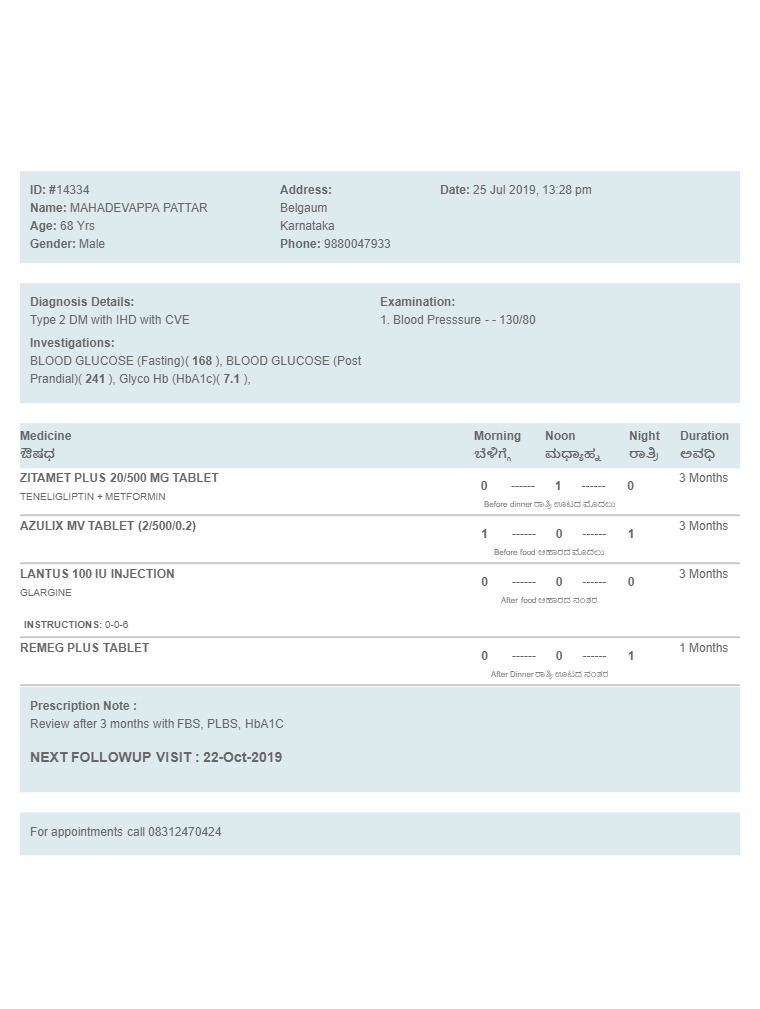 ID: #14334
Name: MAHADEVAPPA PATTAR
Age: 68 Yrs
Gender: Male
Address:
Belgaum
Karnataka
Phone: 9880047933
Date: 25 Jul 2019, 13:28 pm
Diagnosis Details:
Type 2 DM with IHD with CVE
Investigations:
BLOOD GLUCOSE (Fasting)( 168 ), BLOOD GLUCOSE (Post
Prandial)( 241 ), Glyco Hb (HbA1c)( 7.1 ),
Examination:
1. Blood Presssure - - 130/80
Medicine Morning Noon Night Duration
ಔಷಧ ಬೆಳಿಗ್ಗೆ ಮಧ್ಯಾಹ್ನ ರಾತ್ರಿ ಅವಧಿ
ZITAMET PLUS 20/500 MG TABLET 3 Months
0 ------ 1 ------ 0
TENELIGLIPTIN + METFORMIN
Before dinner ರಾತ್ರಿ ಊಟದ ಮೊದಲು
AZULIX MV TABLET (2/500/0.2) 3 Months
1 ------ 0 ------ 1
Before food ಆಹಾರದ ಮೊದಲು
LANTUS 100 IU INJECTION 3 Months
0 ------ 0 ------ 0
GLARGINE
After food ಆಹಾರದ ನಂತರ
INSTRUCTIONS: 0-0-6
REMEG PLUS TABLET 1 Months
0 ------ 0 ------ 1
After Dinner ರಾತ್ರಿ ಊಟದ ನಂತರ
Prescription Note :
Review after 3 months with FBS, PLBS, HbA1C
NEXT FOLLOWUP VISIT : 22-Oct-2019
For appointments call 08312470424